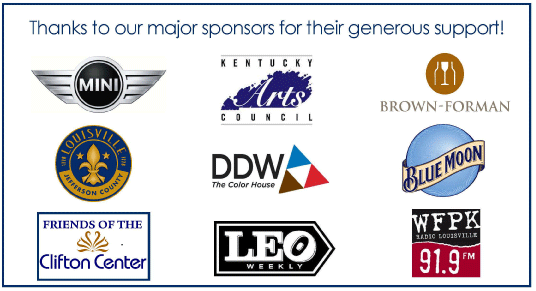 Thanks to our major sponsors for their generous support!
MINI
KENTUCKY
Arts
COUNCIL
BROWN-FORMAN
LOUISVILLE
JEFFERSON COUNTY
DDW
The Color House
BLUE MOON
FRIENDS OF THE
Clifton Center
LEO
WEEKLY
WFPK
RADIO LOUISVILLE
91.9 FM